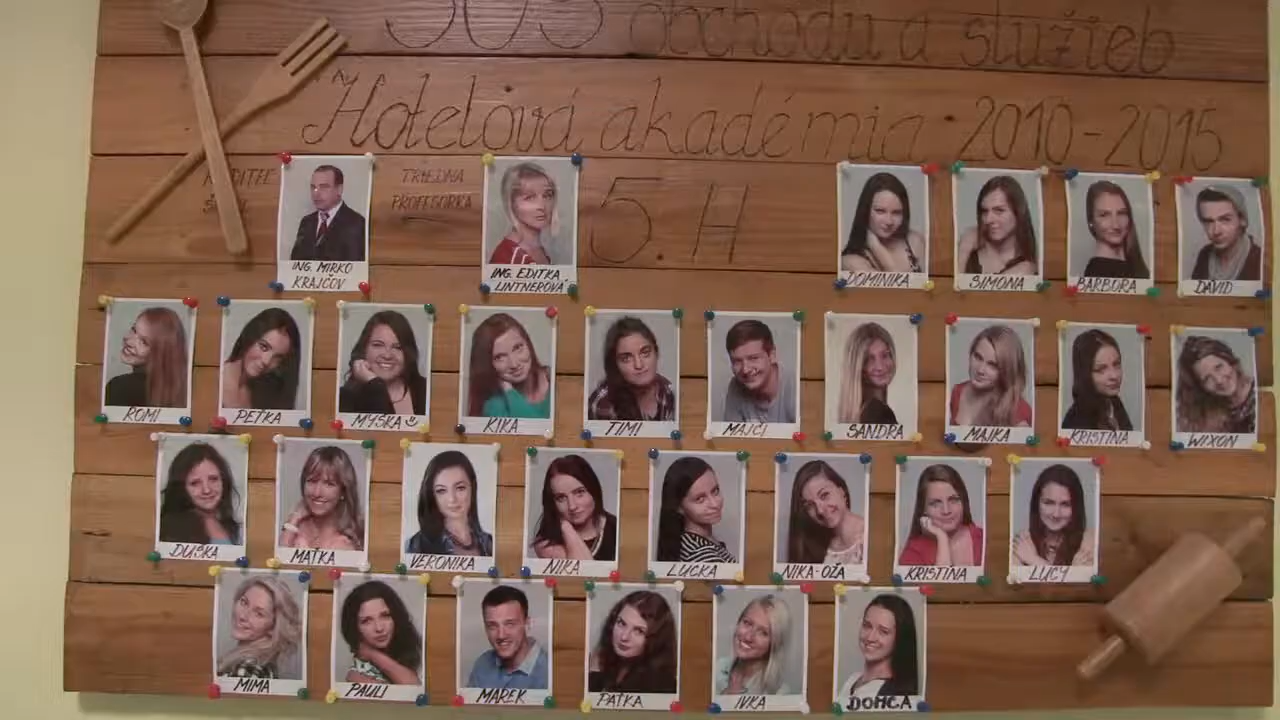 SOŠ obchodu a služieb
Hotelová akadémia 2010-2015
TRIEDNA
PROFESORKA
5 H
ING. MIRKO
KRAJČOV
ING. EDITKA
LINTNEROVÁ
DOMINIKA
SIMONA
BARBORA
DAVID
ROMI
PEŤKA
MYŠKA
KIKA
TIMI
MAJČI
SANDRA
MAJKA
KRISTÍNA
WIXON
DUŠKA
MAŤKA
VERONIKA
NIKA
LUCKA
NIKA-OŽA
KRISTÍNA
LUCY
MIMA
PAULI
MAREK
PAŤKA
IVKA
DOMČA